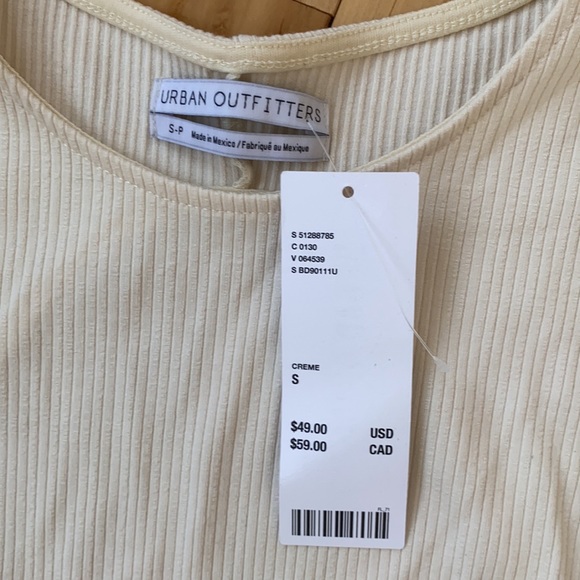 URBAN OUTFITTERS
S-P Made in Mexico / Fabriqué au Mexique
S 51288785
C 0130
V 064539
S BD90111U
CREME
S
$49.00 USD
$59.00 CAD